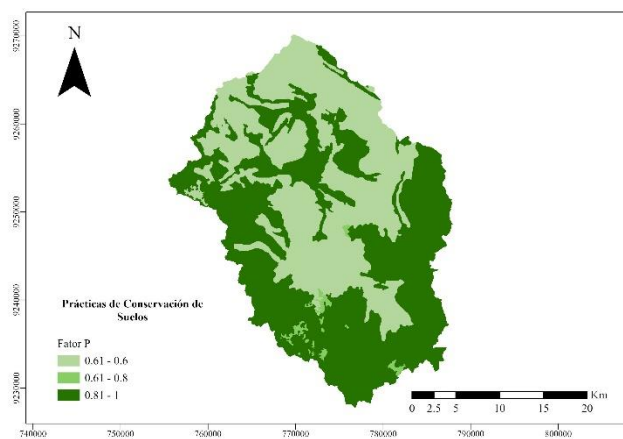 N
9270000
9260000
9250000
9240000
9230000
Prácticas de Conservación de
Suelos
Fator P
0.61 - 0.6
0.61 - 0.8
0.81 - 1
Km
0 2.5 5 10 15 20
740000 750000 760000 770000 780000 790000 800000